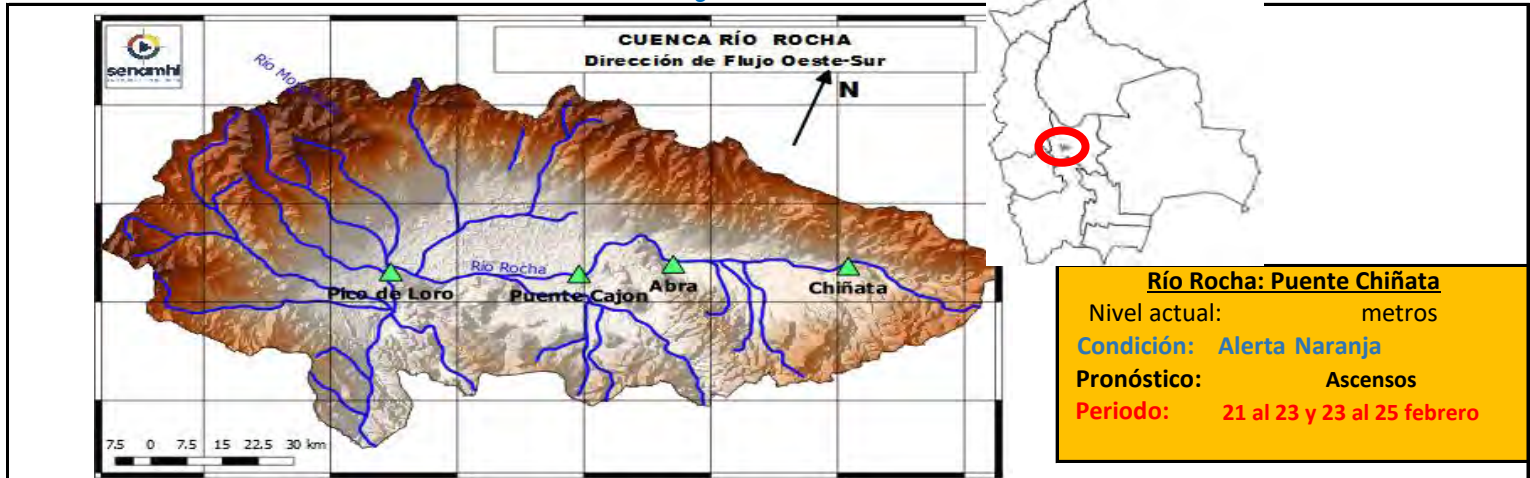 senamhi
CUENCA RÍO ROCHA
Dirección de Flujo Oeste-Sur
N
Río Rocha
Pico de Loro
Puente Cajon
Abra
Chiñata
7.5 0 7.5 15 22.5 30 km
Río Rocha: Puente Chiñata
Nivel actual: metros
Condición: Alerta Naranja
Pronóstico: Ascensos
Periodo: 21 al 23 y 23 al 25 febrero